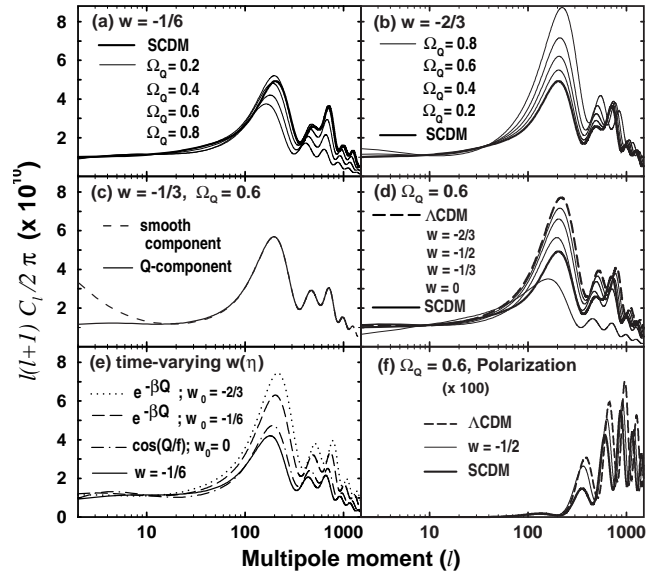 (a) w = -1/6
SCDM
Ω_Q = 0.2
Ω_Q = 0.4
Ω_Q = 0.6
Ω_Q = 0.8
8
6
4
2
(b) w = -2/3
Ω_Q = 0.8
Ω_Q = 0.6
Ω_Q = 0.4
Ω_Q = 0.2
SCDM
(c) w = -1/3, Ω_Q = 0.6
smooth
component
Q-component
8
6
4
2
(d) Ω_Q = 0.6
ΛCDM
w = -2/3
w = -1/2
w = -1/3
w = 0
SCDM
(e) time-varying w(η)
e^-βQ ; w_0 = -2/3
e^-βQ ; w_0 = -1/6
cos(Q/f); w_0 = 0
w = -1/6
8
6
4
2
0
10
100
1000
(f) Ω_Q = 0.6, Polarization
(x 100)
ΛCDM
w = -1/2
SCDM
10
100
1000
l(l+1) C_l/2 π (x 10^10)
Multipole moment (l)